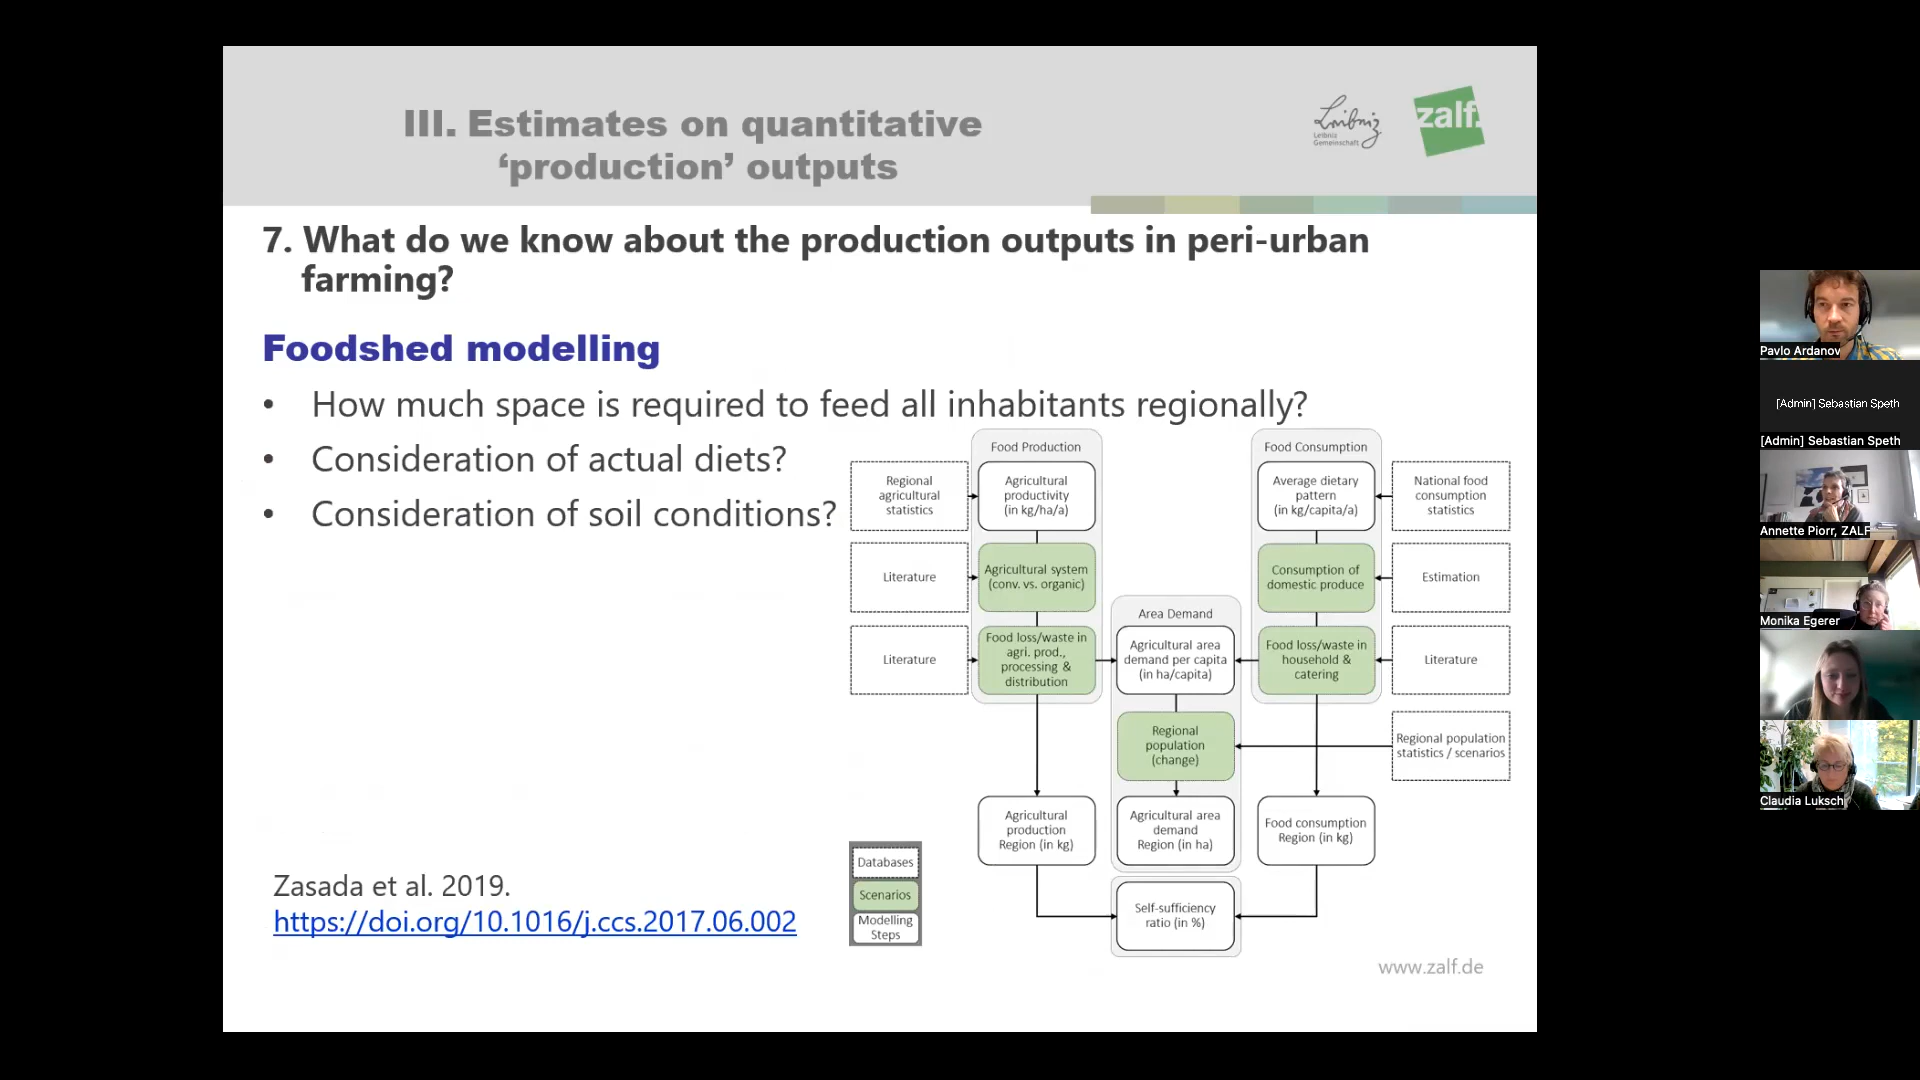 III. Estimates on quantitative
‘production’ outputs
Leibniz
Leibniz
Gemeinschaft
zalf.
7. What do we know about the production outputs in peri-urban
farming?
Foodshed modelling
• How much space is required to feed all inhabitants regionally?
• Consideration of actual diets?
• Consideration of soil conditions?
Food Production
Regional
agricultural
statistics
Agricultural
productivity
(in kg/ha/a)
Literature
Agricultural system
(conv. vs. organic)
Literature
Food loss/waste in
agri. prod.,
processing &
distribution
Food Consumption
Average dietary
pattern
(in kg/capita/a)
National food
consumption
statistics
Consumption of
domestic produce
Estimation
Food loss/waste in
household &
catering
Literature
Area Demand
Agricultural area
demand per capita
(in ha/capita)
Regional
population
(change)
Regional population
statistics / scenarios
Agricultural
production
Region (in kg)
Agricultural area
demand
Region (in ha)
Food consumption
Region (in kg)
Self-sufficiency
ratio (in %)
Databases
Scenarios
Modelling
Steps
Zasada et al. 2019.
https://doi.org/10.1016/j.ccs.2017.06.002
www.zalf.de
Pavlo Ardanov
[Admin] Sebastian Speth
[Admin] Sebastian Speth
Annette Piorr, ZALF
Monika Egerer
Claudia Luksch